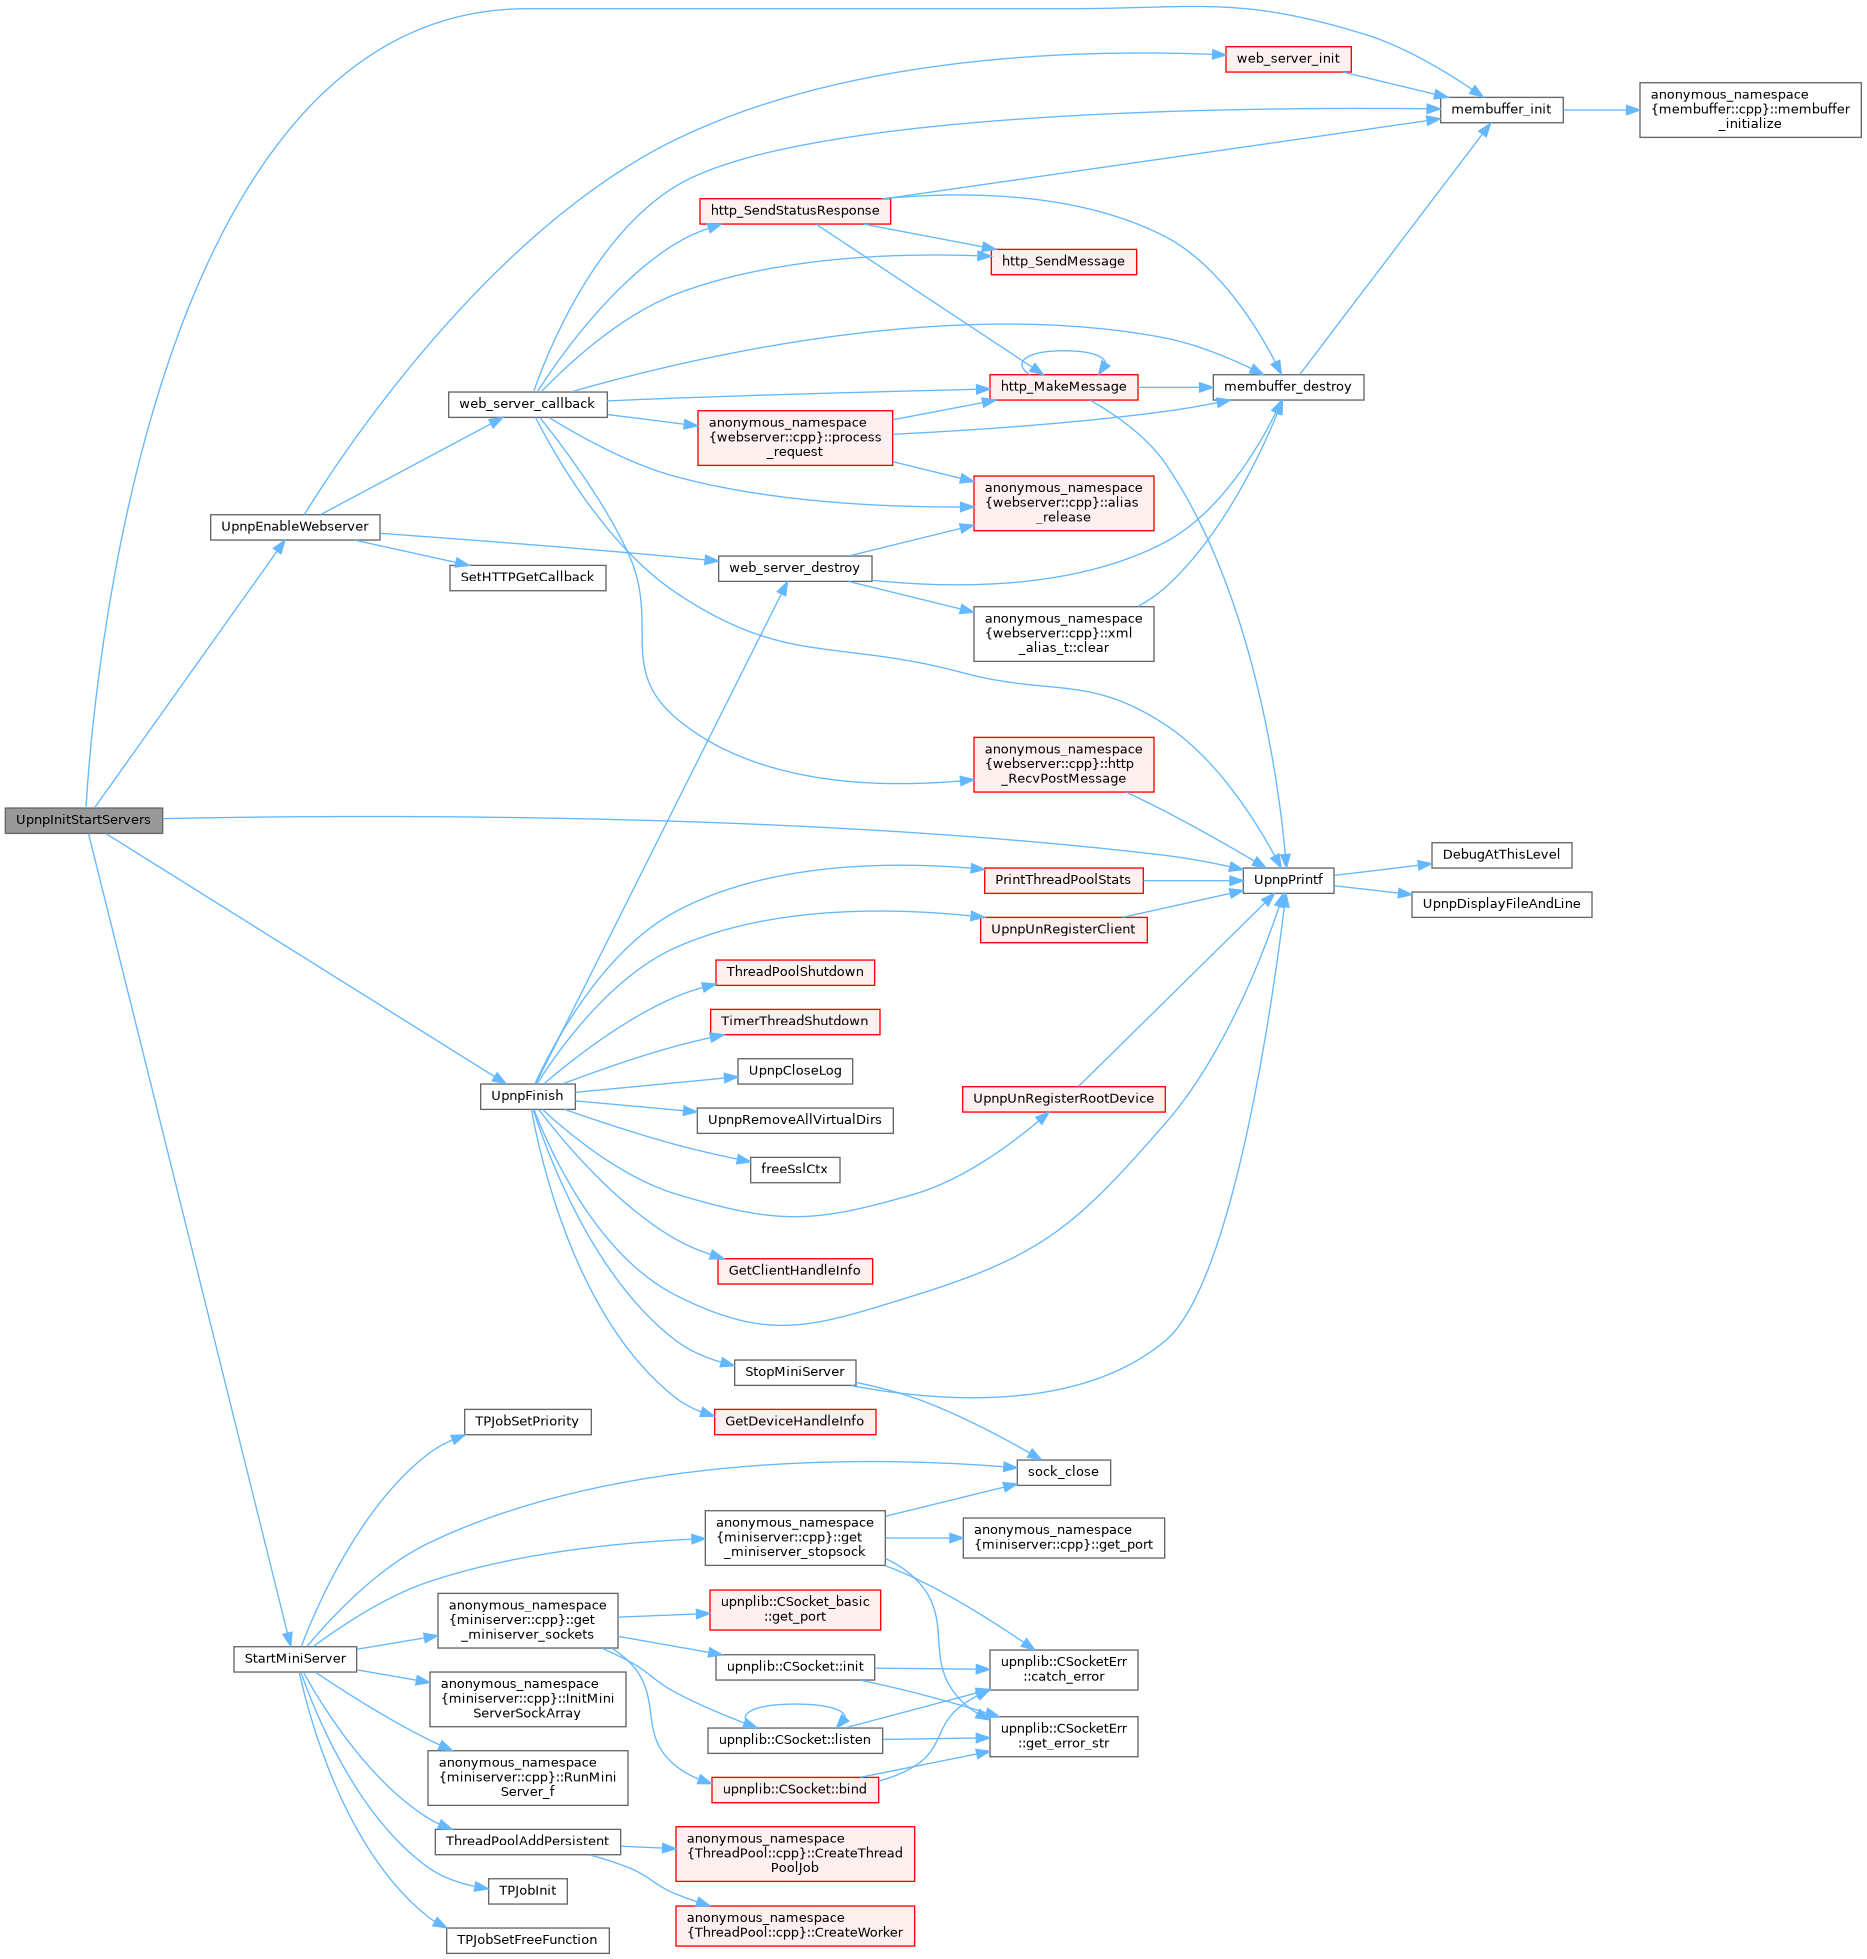 web_server_init
anonymous_namespace
{membuffer::cpp}::membuffer
_initialize
membuffer_init
http_SendStatusResponse
http_SendMessage
http_MakeMessage
membuffer_destroy
web_server_callback
anonymous_namespace
{webserver::cpp}::process
_request
anonymous_namespace
{webserver::cpp}::alias
_release
UpnpEnableWebserver
web_server_destroy
SetHTTPGetCallback
anonymous_namespace
{webserver::cpp}::xml
_alias_t::clear
anonymous_namespace
{webserver::cpp}::http
_RecvPostMessage
UpnpInitStartServers
DebugAtThisLevel
PrintThreadPoolStats
UpnpPrintf
UpnpDisplayFileAndLine
UpnpUnRegisterClient
ThreadPoolShutdown
TimerThreadShutdown
UpnpCloseLog
UpnpFinish
UpnpUnRegisterRootDevice
UpnpRemoveAllVirtualDirs
freeSslCtx
GetClientHandleInfo
StopMiniServer
TPJobSetPriority
GetDeviceHandleInfo
sock_close
anonymous_namespace
{miniserver::cpp}::get
_miniserver_stopsock
anonymous_namespace
{miniserver::cpp}::get_port
anonymous_namespace
{miniserver::cpp}::get
_miniserver_sockets
upnplib::CSocket_basic
::get_port
StartMiniServer
upnplib::CSocket::init
upnplib::CSocketErr
::catch_error
anonymous_namespace
{miniserver::cpp}::InitMini
ServerSockArray
upnplib::CSocket::listen
upnplib::CSocketErr
::get_error_str
anonymous_namespace
{miniserver::cpp}::RunMini
Server_f
upnplib::CSocket::bind
ThreadPoolAddPersistent
anonymous_namespace
{ThreadPool::cpp}::CreateThread
PoolJob
TPJobInit
anonymous_namespace
{ThreadPool::cpp}::CreateWorker
TPJobSetFreeFunction